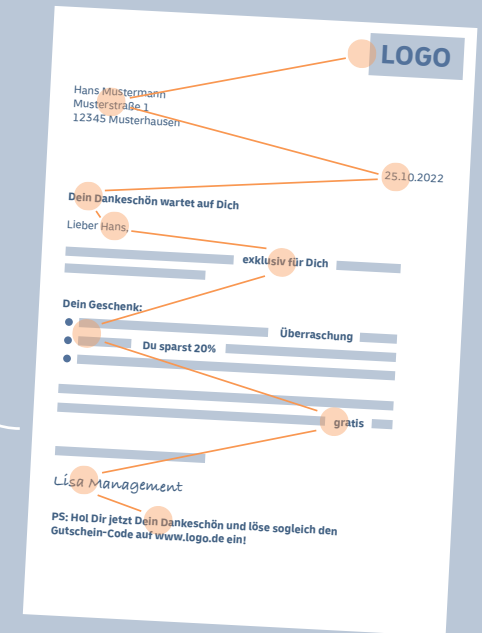 LOGO
Hans Mustermann
Musterstraße 1
12345 Musterhausen
25.10.2022
Dein Dankeschön wartet auf Dich
Lieber Hans,
exklusiv für Dich
Dein Geschenk:
Überraschung
Du sparst 20%
gratis
Lisa Management
PS: Hol Dir jetzt Dein Dankeschön und löse sogleich den
Gutschein-Code auf www.logo.de ein!